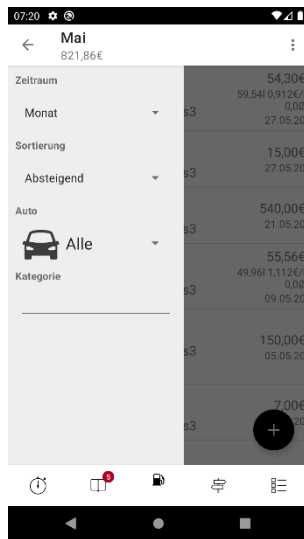 07:20
Mai
821,86€
Zeitraum
Monat
Sortierung
Absteigend
Auto
Alle
Kategorie
54,30€
59,54l 0,912€/
s3
0,0
27.05.20
15,00€
s3
27.05.20
540,00€
s3
21.05.20
55,56€
49,96l 1,112€/
s3
0,0
09.05.20
150,00€
s3
05.05.20
7,00€
s3
20
+
5